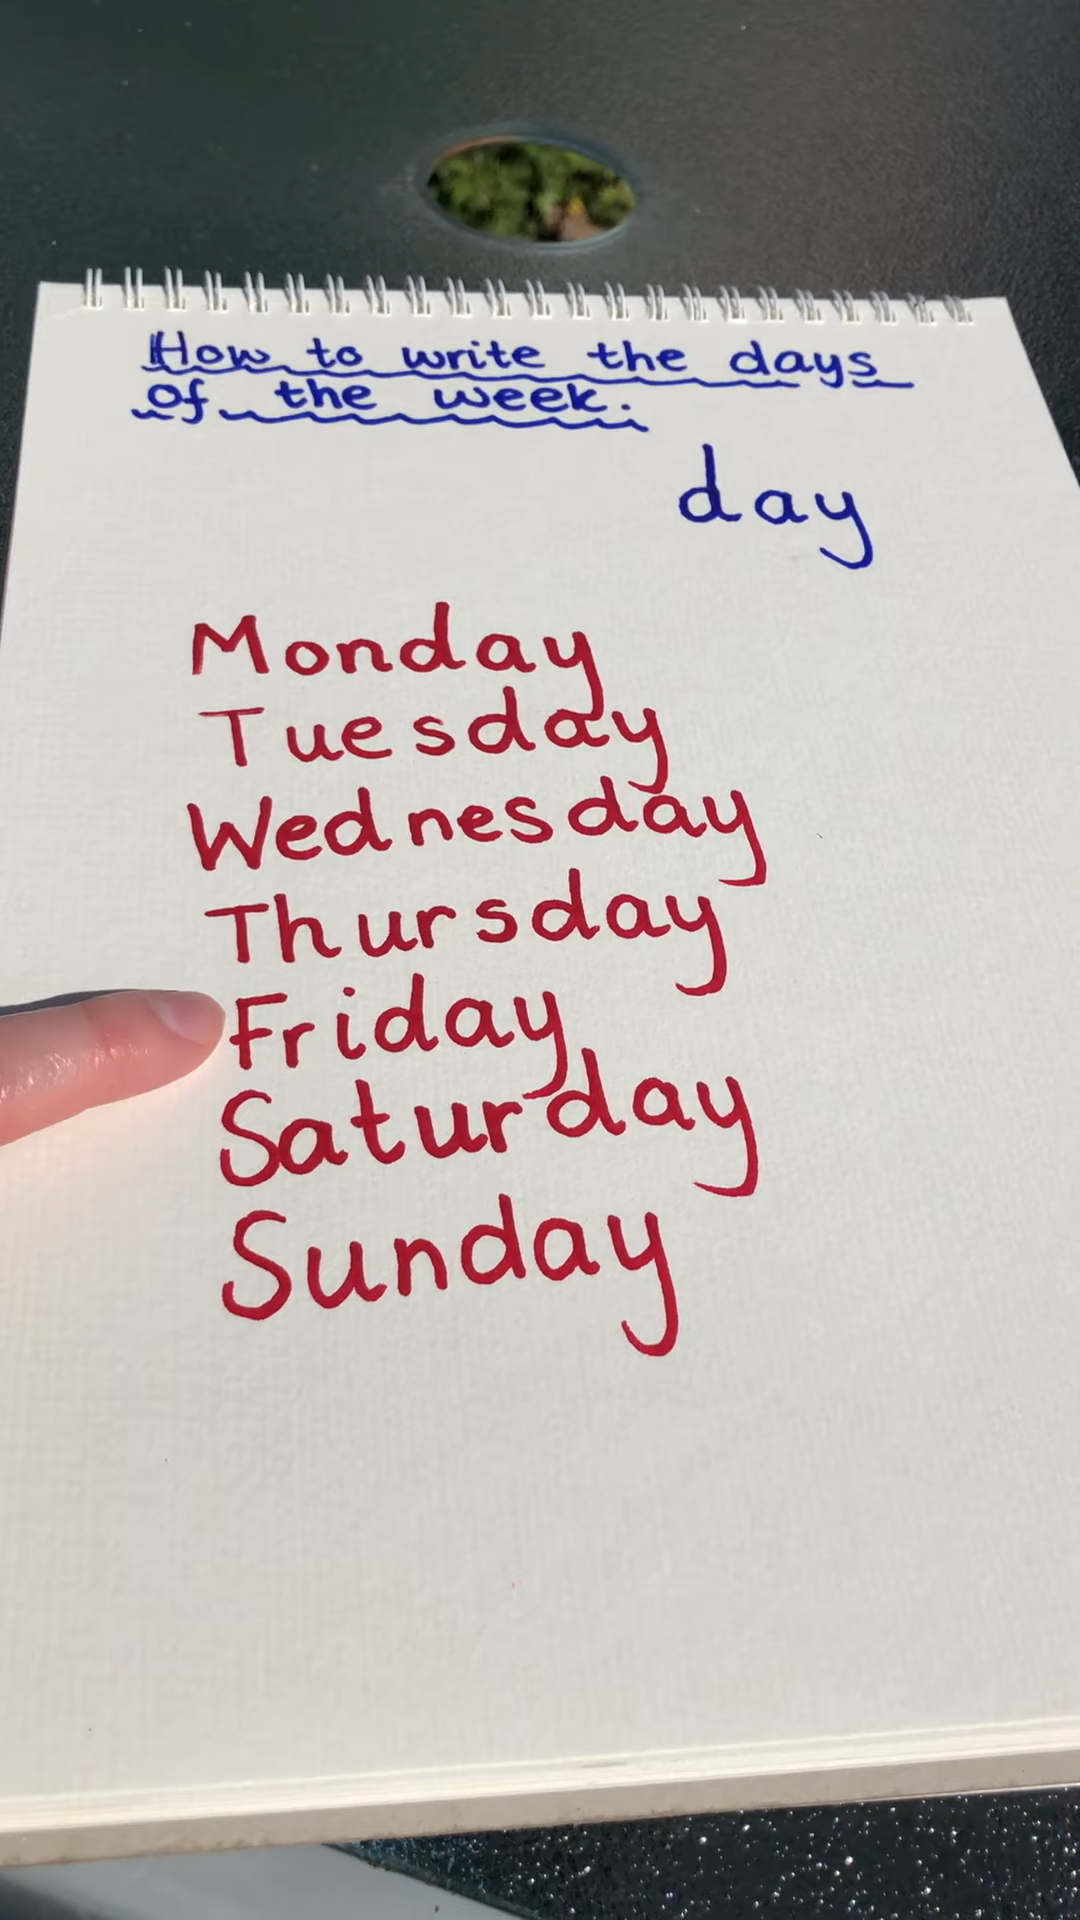 How to write the days
of the week.
day
Monday
Tuesday
Wednesday
Thursday
Friday
Saturday
Sunday